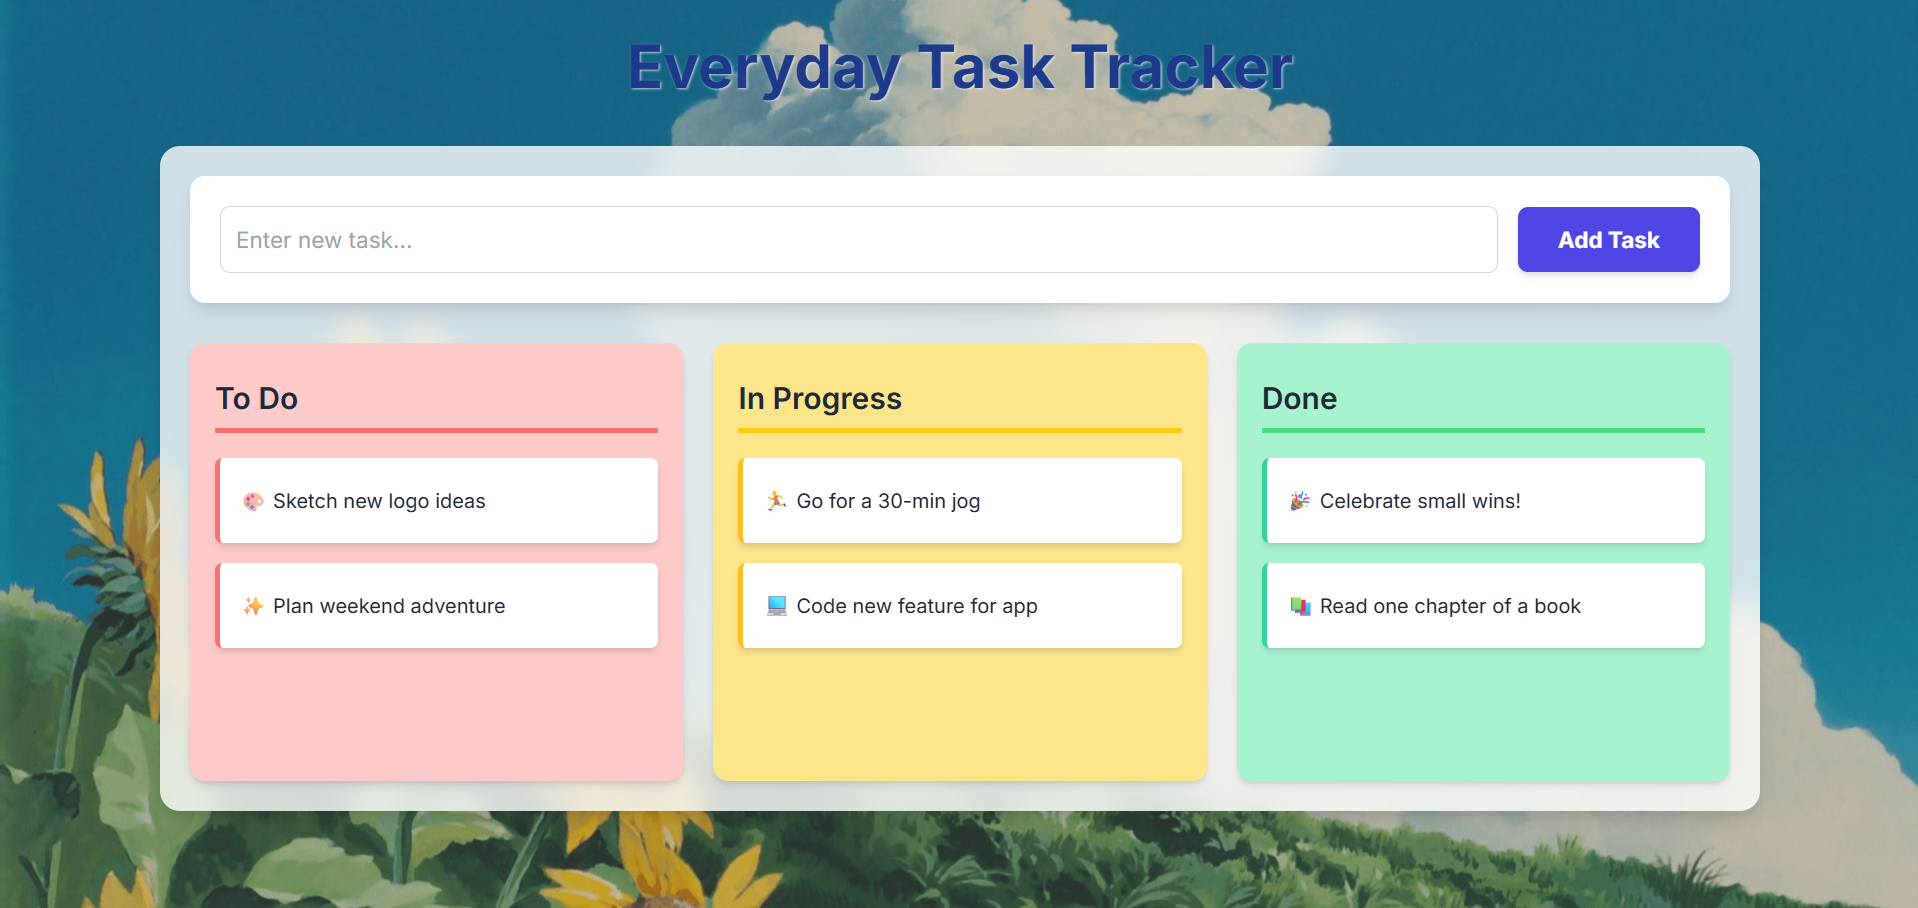 Everyday Task Tracker
Enter new task...
Add Task
To Do
🎨 Sketch new logo ideas
✨ Plan weekend adventure
In Progress
🏃 Go for a 30-min jog
💻 Code new feature for app
Done
🎉 Celebrate small wins!
📚 Read one chapter of a book